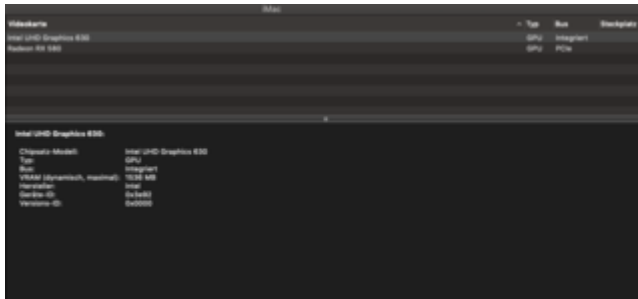 iMac
Videokarte Typ Bus Steckplatz
Intel UHD Graphics 630 GPU Integriert
Radeon RX 580 GPU PCIe
Intel UHD Graphics 630:
Chipsatz-Modell: Intel UHD Graphics 630
Typ: GPU
Bus: Integriert
VRAM (dynamisch, maximal): 1536 MB
Hersteller: Intel
Geräte-ID:
Versions-ID: 0x0000